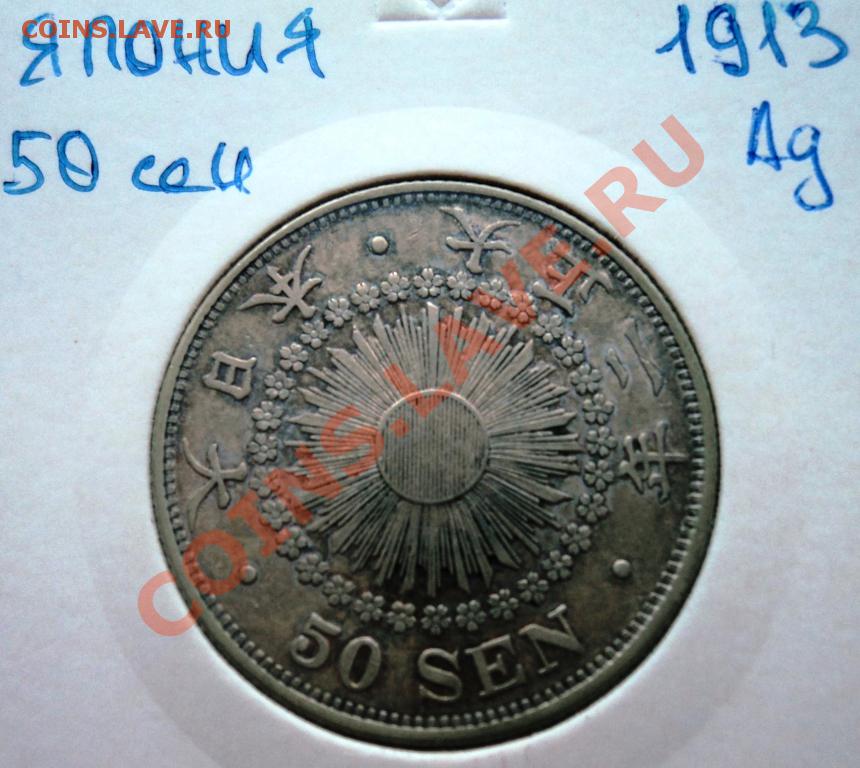 COINS.LAVE.RU
ЯПОНИЯ 1913
50 сен Ag
大日本 · 大正二年
50 SEN
COINS.LAVE.RU